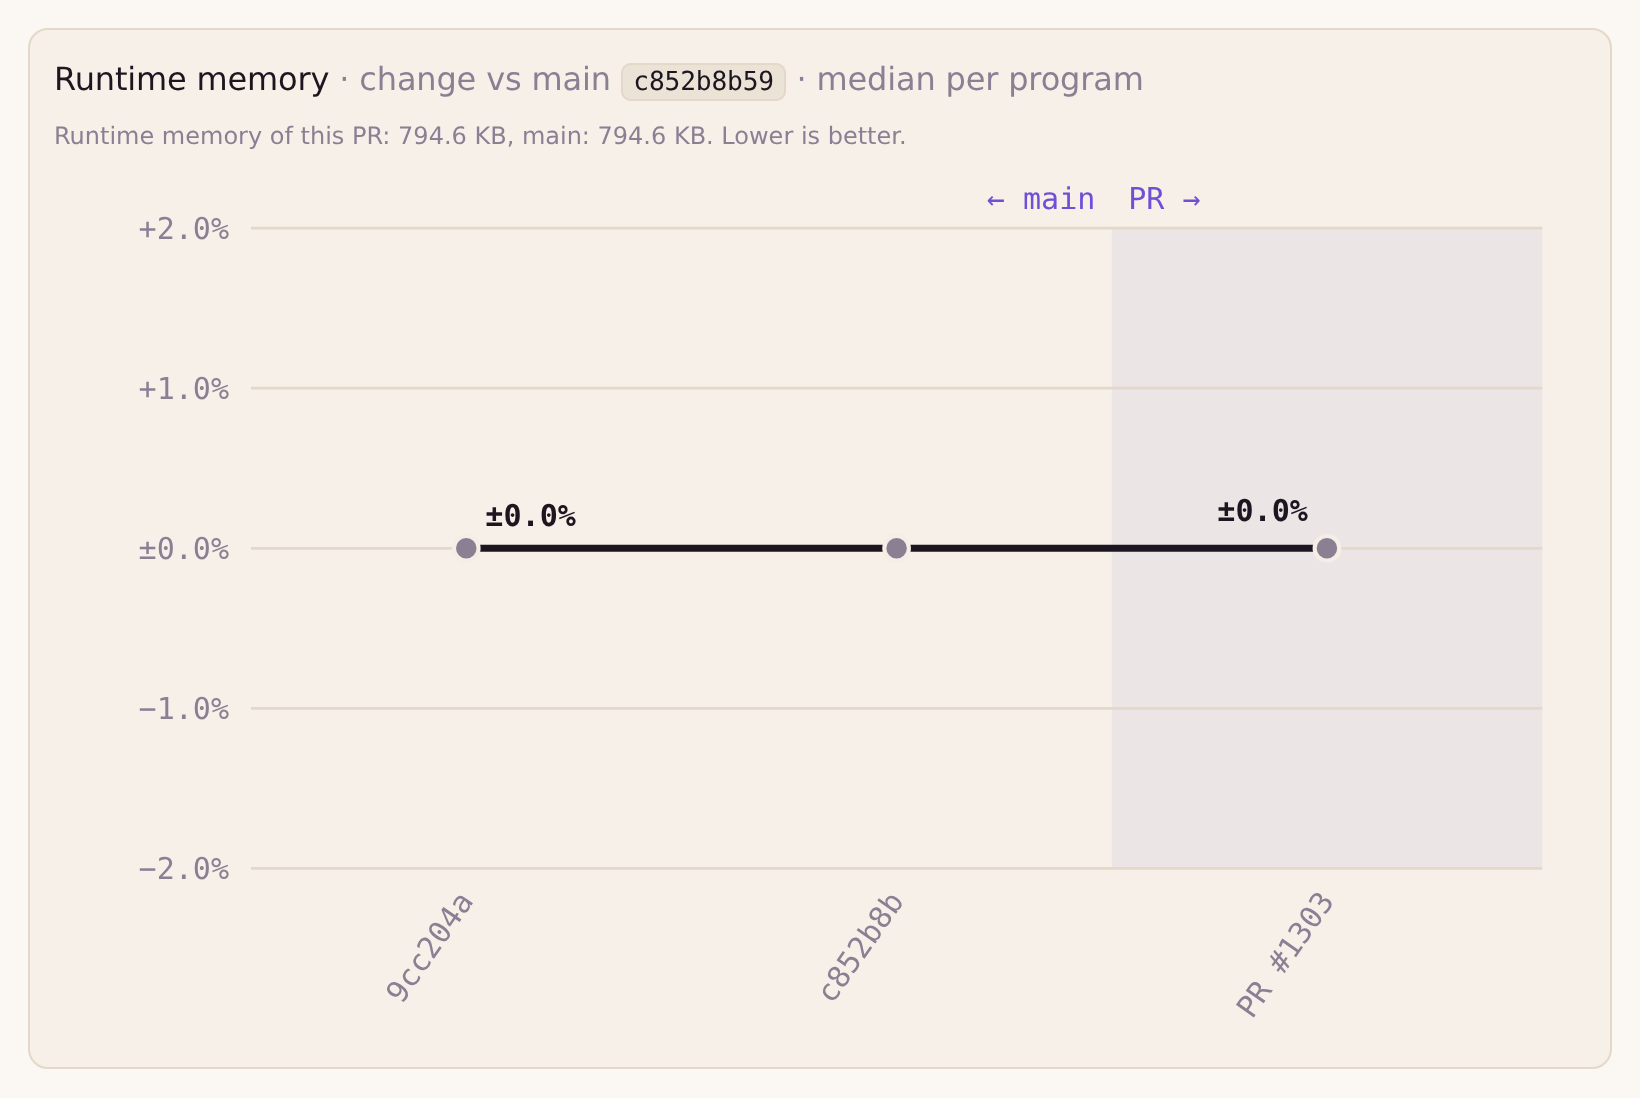 Runtime memory · change vs main c852b8b59 · median per program
Runtime memory of this PR: 794.6 KB, main: 794.6 KB. Lower is better.
← main PR →
+2.0%
+1.0%
±0.0%
−1.0%
−2.0%
±0.0%
±0.0%
9cc204a
c852b8b
PR #1303